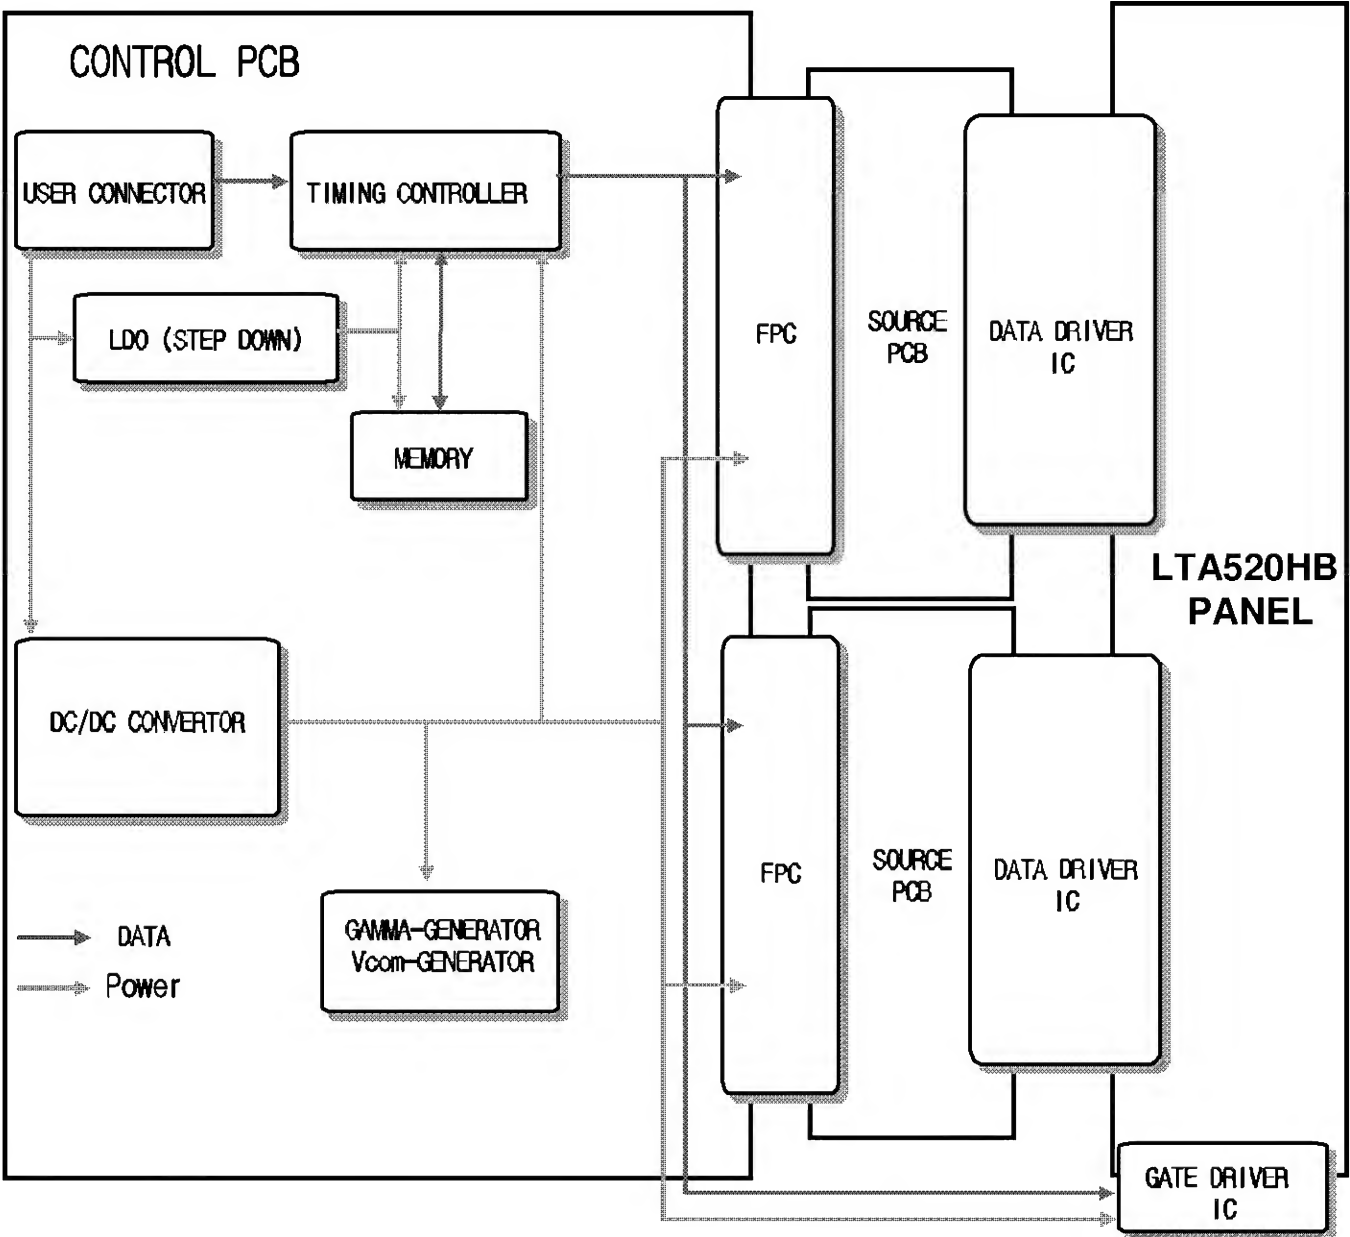 CONTROL PCB
USER CONNECTOR
TIMING CONTROLLER
LDO (STEP DOWN)
MEMORY
FPC
SOURCE
PCB
DATA DRIVER
IC
LTA520HB
PANEL
DC/DC CONVERTOR
GAMMA-GENERATOR
Vcom-GENERATOR
FPC
SOURCE
PCB
DATA DRIVER
IC
DATA
Power
GATE DRIVER
IC